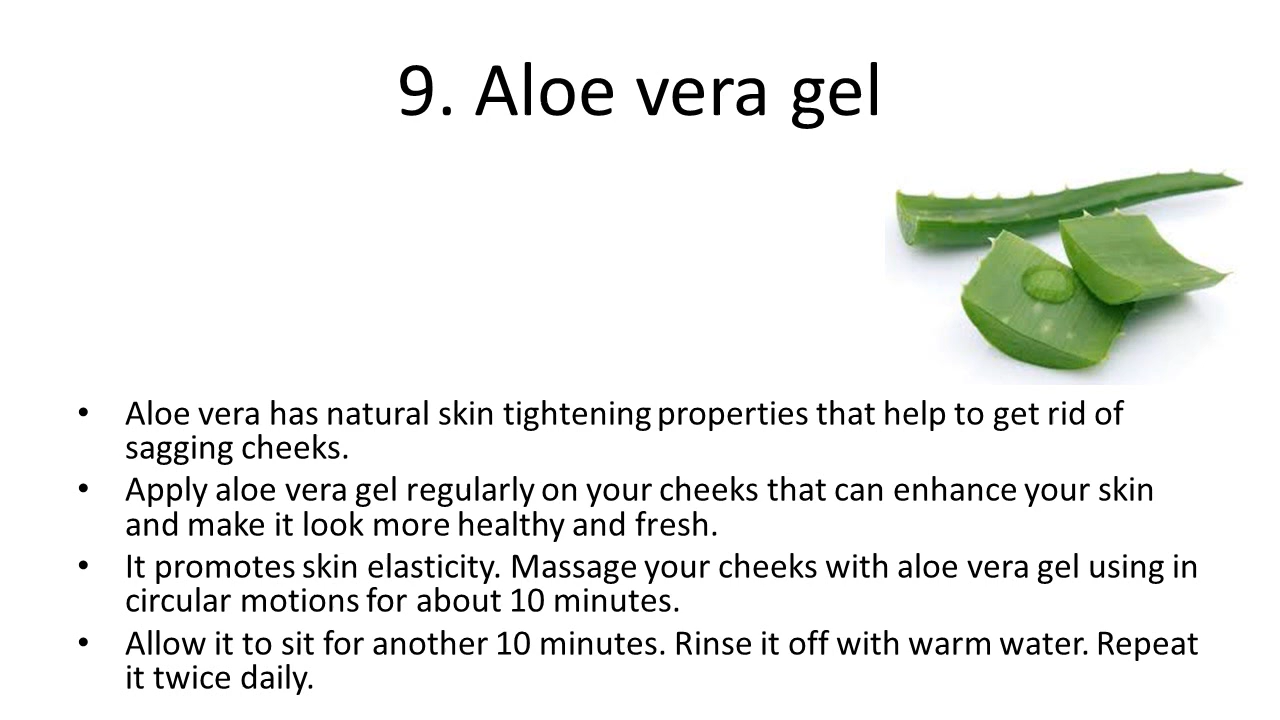 9. Aloe vera gel
• Aloe vera has natural skin tightening properties that help to get rid of
sagging cheeks.
• Apply aloe vera gel regularly on your cheeks that can enhance your skin
and make it look more healthy and fresh.
• It promotes skin elasticity. Massage your cheeks with aloe vera gel using in
circular motions for about 10 minutes.
• Allow it to sit for another 10 minutes. Rinse it off with warm water. Repeat
it twice daily.